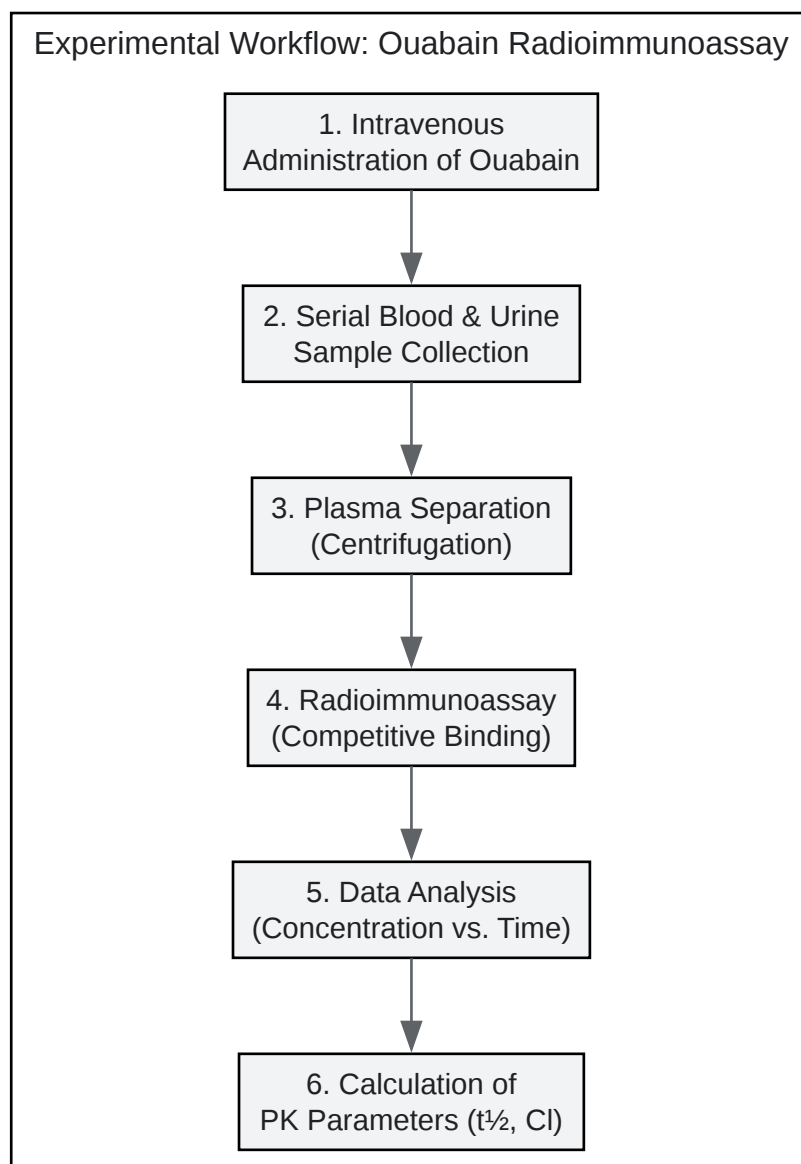 Experimental Workflow: Ouabain Radioimmunoassay
1. Intravenous
Administration of Ouabain
2. Serial Blood & Urine
Sample Collection
3. Plasma Separation
(Centrifugation)
4. Radioimmunoassay
(Competitive Binding)
5. Data Analysis
(Concentration vs. Time)
6. Calculation of
PK Parameters (t½, Cl)